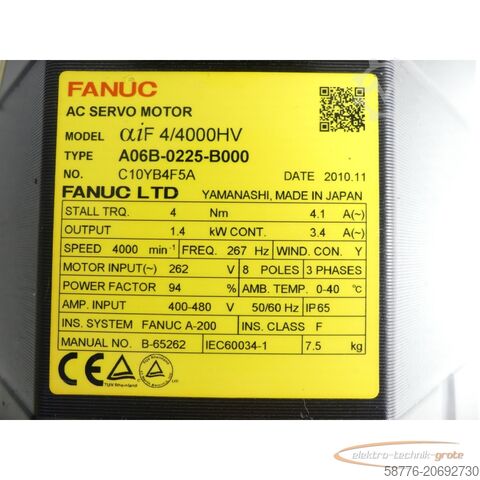 FANUC
AC SERVO MOTOR
MODEL αiF 4/4000HV
TYPE A06B-0225-B000
NO. C10YB4F5A DATE 2010.11
FANUC LTD YAMANASHI, MADE IN JAPAN
STALL TRQ. 4 Nm 4.1 A(~)
OUTPUT 1.4 kW CONT. 3.4 A(~)
SPEED 4000 min⁻¹ FREQ. 267 Hz WIND. CON. Y
MOTOR INPUT(~) 262 V 8 POLES 3 PHASES
POWER FACTOR 94 % AMB. TEMP. 0-40 ℃
AMP. INPUT 400-480 V 50/60 Hz IP65
INS. SYSTEM FANUC A-200 INS. CLASS F
MANUAL NO. B-65262 IEC60034-1 7.5 kg
CE
TÜV Rheinland
elektro-technik-grote
58776-20692730